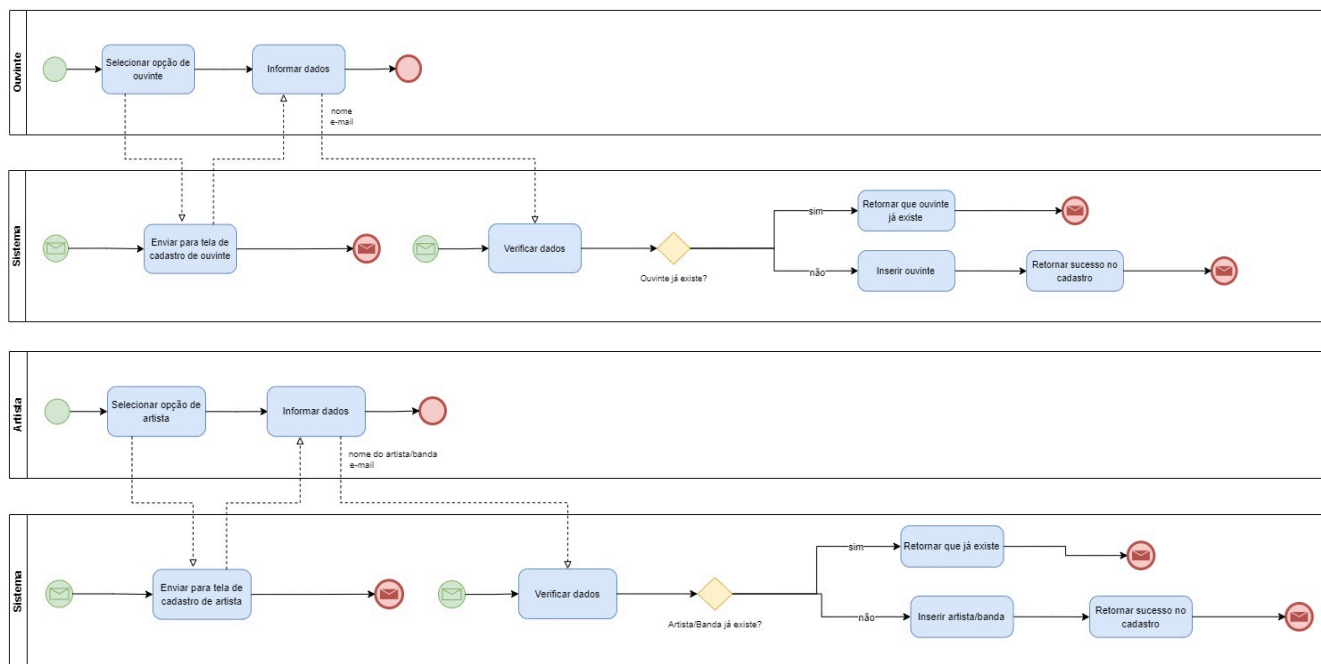 Ouvinte
Selecionar opção de
ouvinte
Informar dados
nome
e-mail
Sistema
Enviar para tela de
cadastro de ouvinte
Verificar dados
Ouvinte já existe?
sim
Retornar que ouvinte
já existe
não
Inserir ouvinte
Retornar sucesso no
cadastro
Artista
Selecionar opção de
artista
Informar dados
nome do artista/banda
e-mail
Sistema
Enviar para tela de
cadastro de artista
Verificar dados
Artista/Banda já existe?
sim
Retornar que já existe
não
Inserir artista/banda
Retornar sucesso no
cadastro